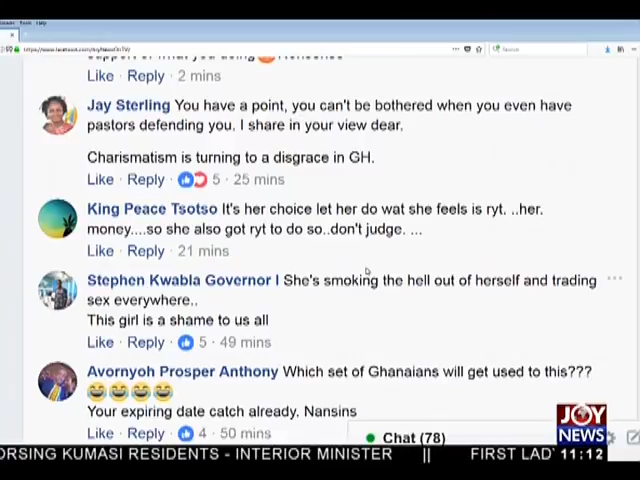 Tools Help
Search
Like · Reply · 2 mins
Jay Sterling You have a point, you can't be bothered when you even have
pastors defending you. I share in your view dear.
Charismatism is turning to a disgrace in GH.
Like · Reply · 5 · 25 mins
King Peace Tsotso It's her choice let her do wat she feels is ryt. ..her.
money....so she also got ryt to do so..don't judge. ...
Like · Reply · 21 mins
Stephen Kwabla Governor I She's smoking the hell out of herself and trading
sex everywhere..
This girl is a shame to us all
Like · Reply · 5 · 49 mins
Avornyoh Prosper Anthony Which set of Ghanaians will get used to this???
Your expiring date catch already. Nansins
Like · Reply · 4 · 50 mins
Chat (78)
JOY
NEWS
ORSING KUMASI RESIDENTS - INTERIOR MINISTER || FIRST LAD
11:12